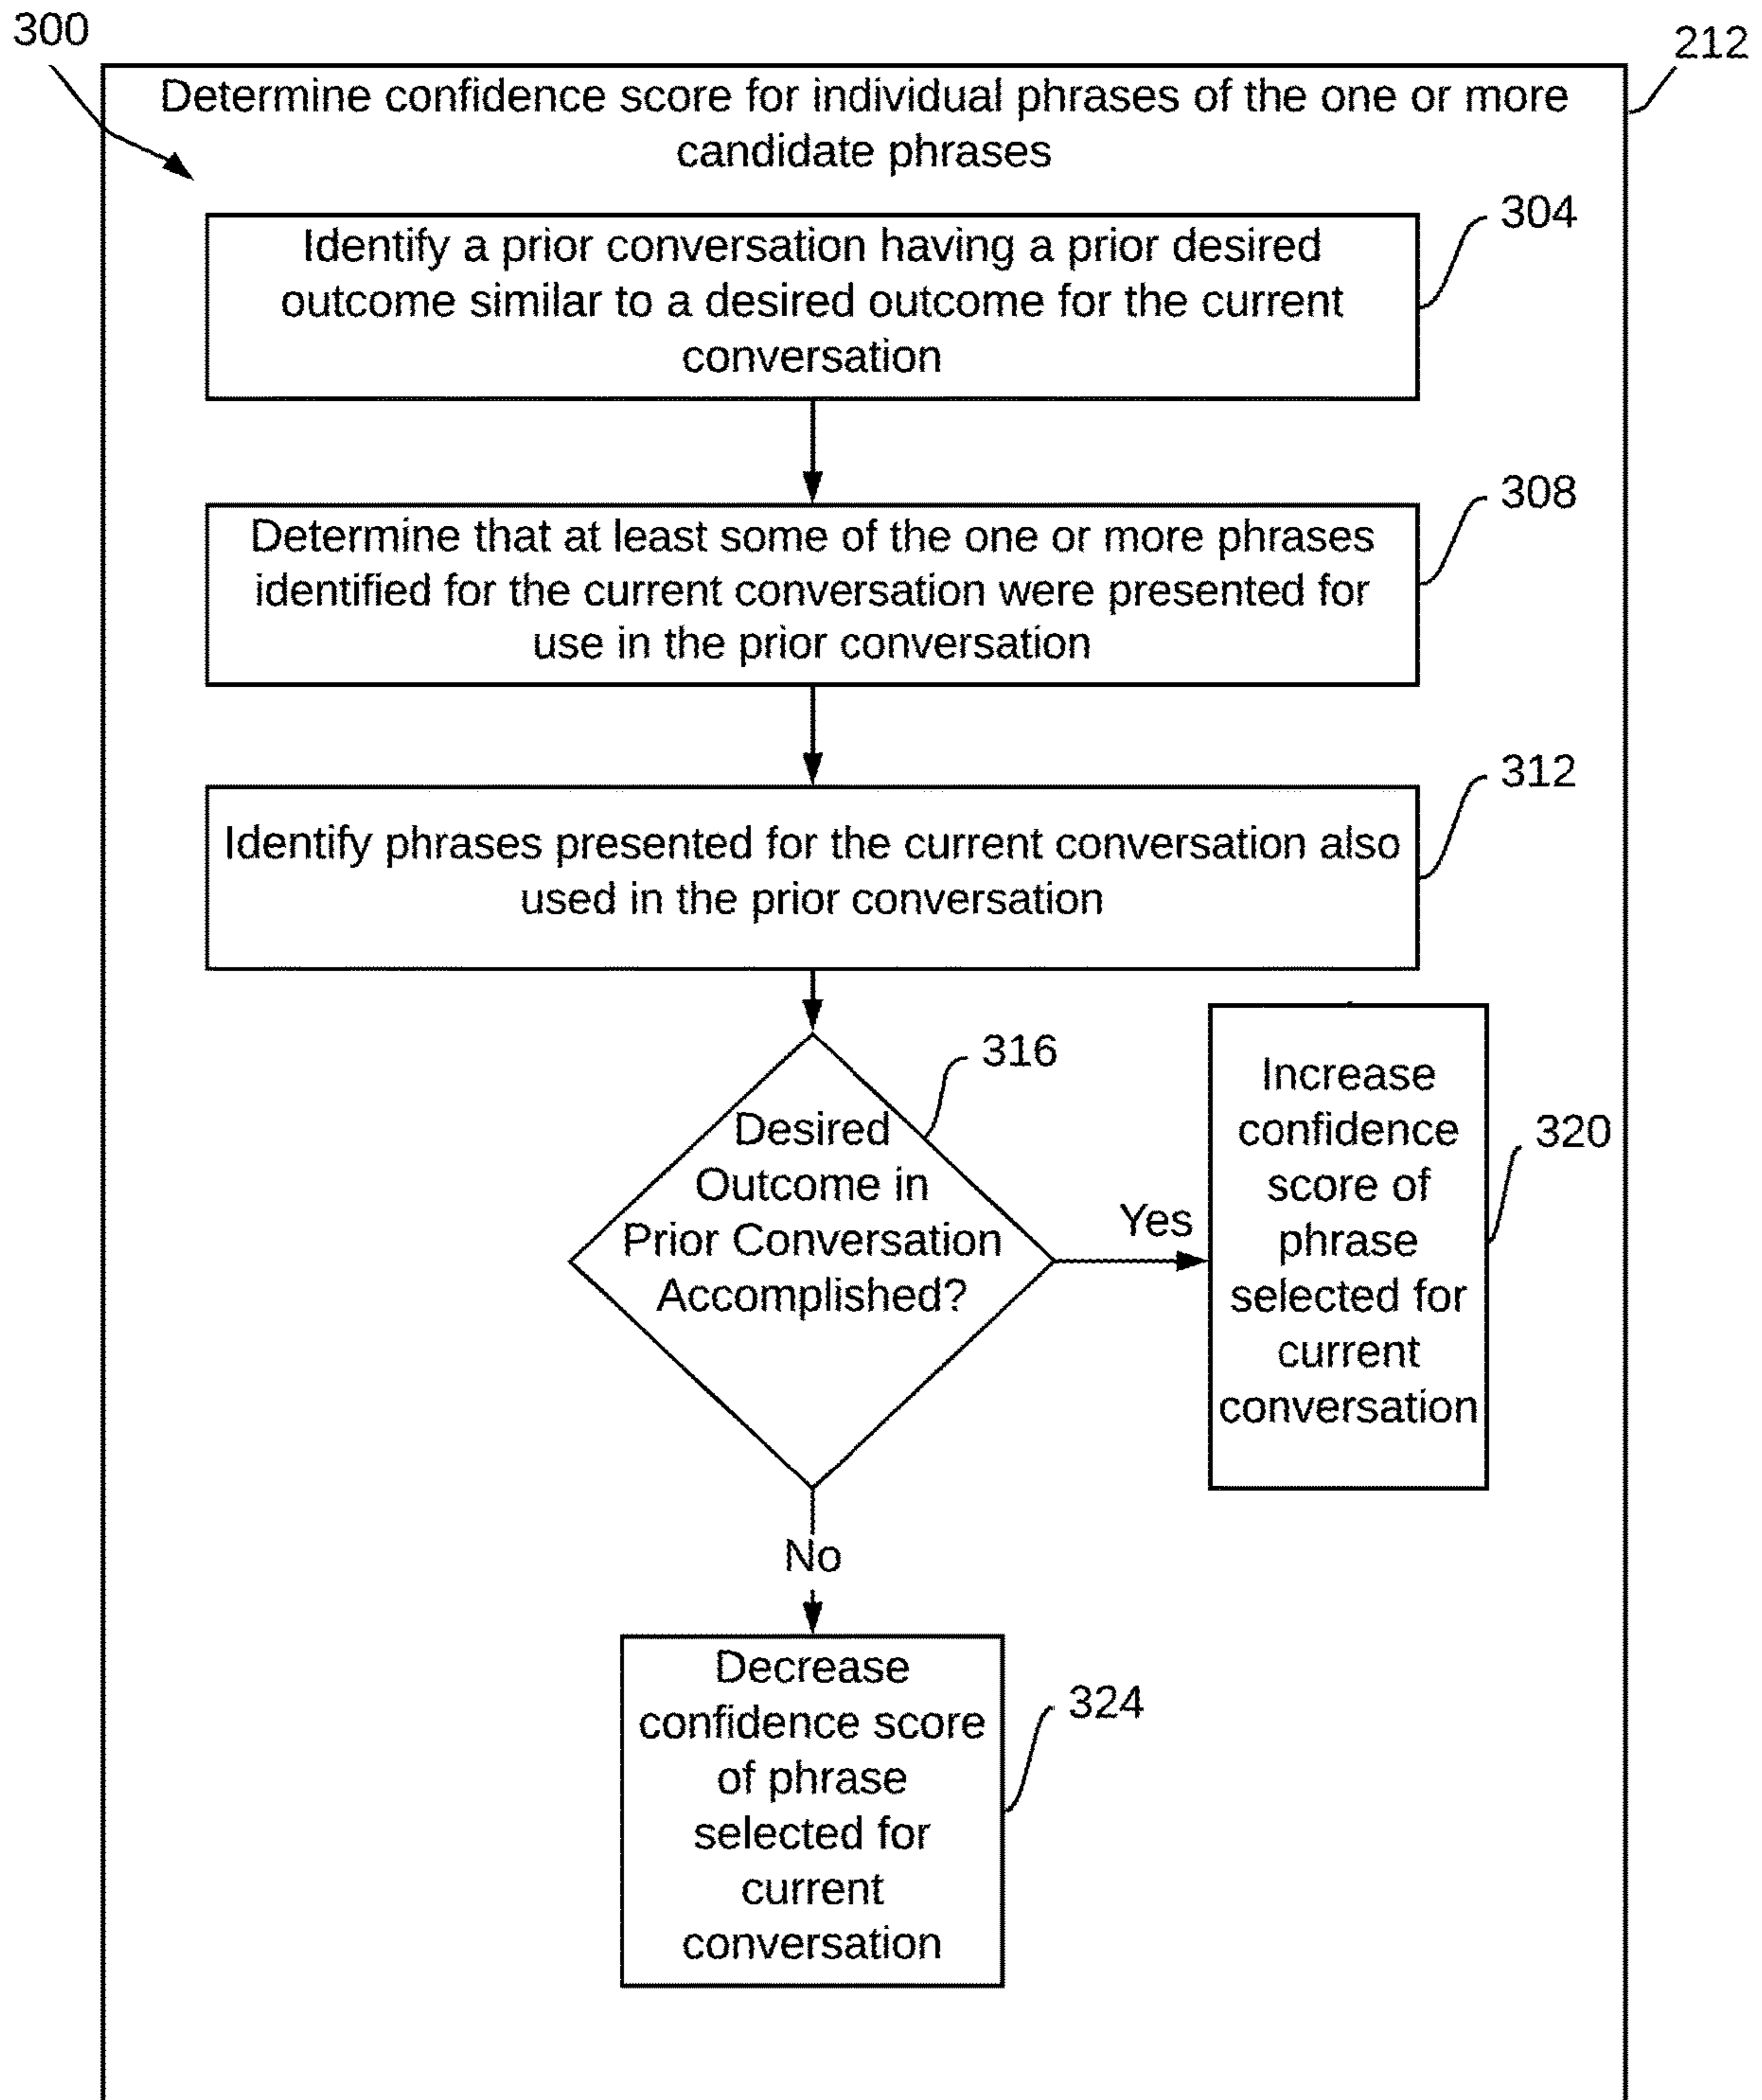 300
212
Determine confidence score for individual phrases of the one or more
candidate phrases
304
Identify a prior conversation having a prior desired
outcome similar to a desired outcome for the current
conversation
308
Determine that at least some of the one or more phrases
identified for the current conversation were presented for
use in the prior conversation
312
Identify phrases presented for the current conversation also
used in the prior conversation
316
Desired
Outcome in
Prior Conversation
Accomplished?
Yes
Increase
confidence
score of
phrase
selected for
current
conversation
320
No
Decrease
confidence score
of phrase
selected for
current
conversation
324